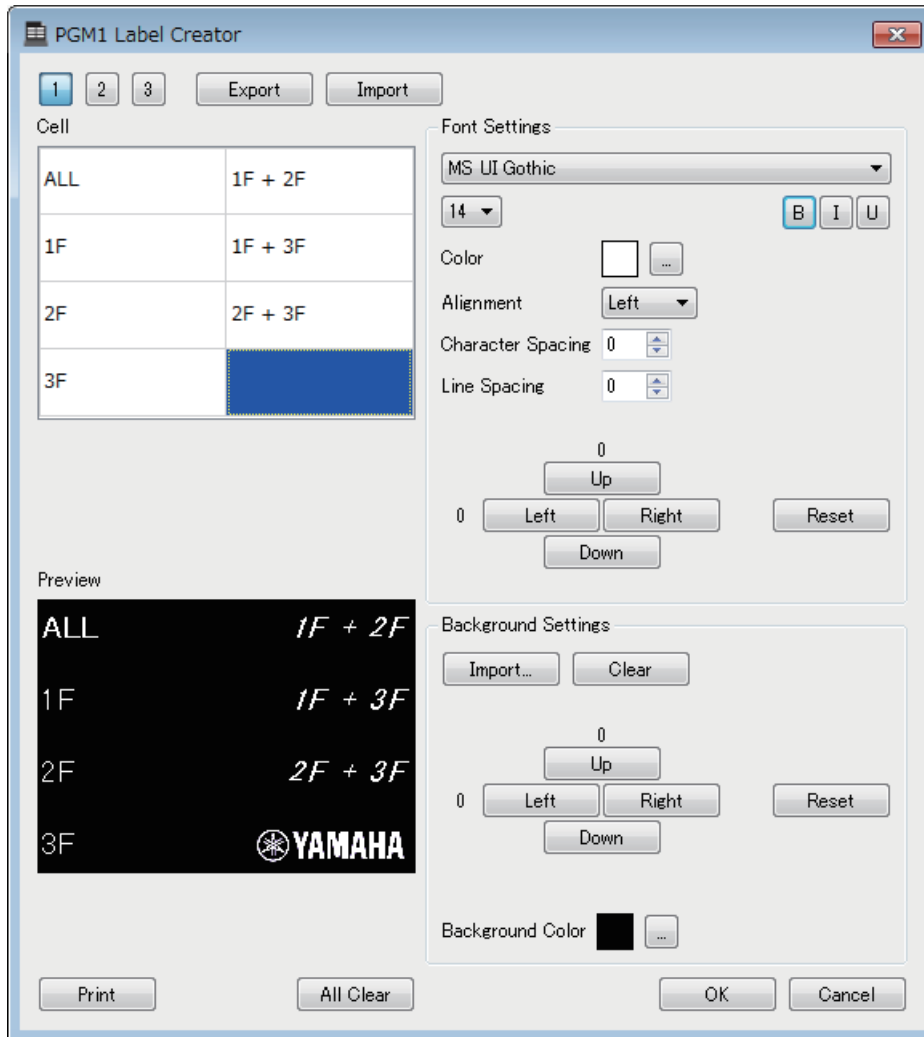 PGM1 Label Creator
1 2 3 Export Import
Cell
ALL 1F + 2F
1F 1F + 3F
2F 2F + 3F
3F
Font Settings
MS UI Gothic
14 B I U
Color ...
Alignment Left
Character Spacing 0
Line Spacing 0
0
Up
0 Left Right Reset
Down
Preview
ALL 1F + 2F
1F 1F + 3F
2F 2F + 3F
3F YAMAHA
Background Settings
Import... Clear
0
Up
0 Left Right Reset
Down
Background Color ...
Print All Clear OK Cancel